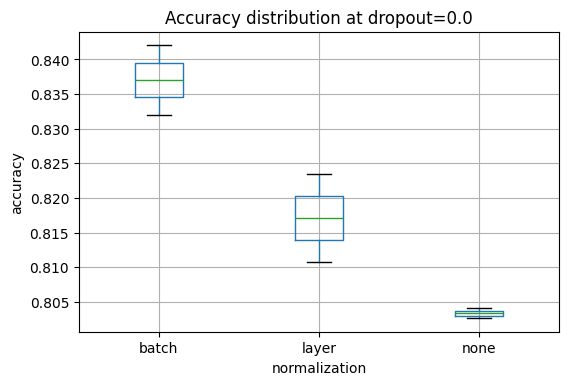 Accuracy distribution at dropout=0.0
accuracy
0.840
0.835
0.830
0.825
0.820
0.815
0.810
0.805
batch layer none
normalization